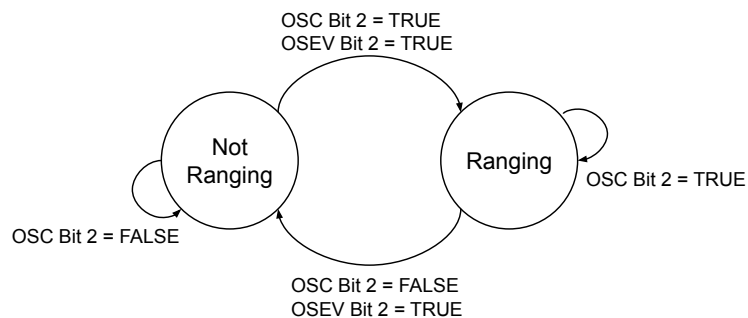 OSC Bit 2 = TRUE
OSEV Bit 2 = TRUE
Not
Ranging
Ranging
OSC Bit 2 = TRUE
OSC Bit 2 = FALSE
OSC Bit 2 = FALSE
OSEV Bit 2 = TRUE